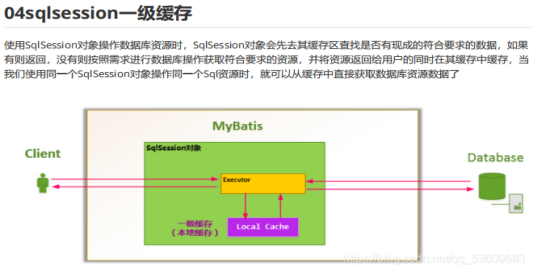 04sqlsession一级缓存
使用SqlSession对象操作数据库资源时，SqlSession对象会先去其缓存区查找是否有现成的符合要求的数据，如果
有则返回，没有则按照需求进行数据库操作获取符合要求的资源，并将资源返回给用户的同时在其缓存中缓存，当
我们使用同一个SqlSession对象操作同一个Sql资源时，就可以从缓存中直接获取数据库资源数据了
MyBatis
SqlSession对象
Client
Executor
Database
一级缓存
（本地缓存）
Local Cache
https://blog.csdn.net/qq_53609683